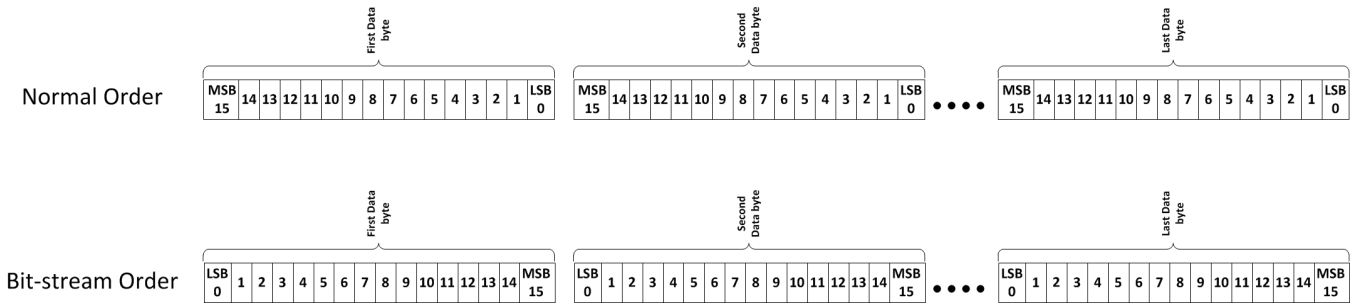 First Data
byte
Second
Data byte
Last Data
byte
Normal Order
MSB 15 14 13 12 11 10 9 8 7 6 5 4 3 2 1 LSB 0
MSB 15 14 13 12 11 10 9 8 7 6 5 4 3 2 1 LSB 0
MSB 15 14 13 12 11 10 9 8 7 6 5 4 3 2 1 LSB 0
First Data
byte
Second
Data byte
Last Data
byte
Bit-stream Order
LSB 0 1 2 3 4 5 6 7 8 9 10 11 12 13 14 MSB 15
LSB 0 1 2 3 4 5 6 7 8 9 10 11 12 13 14 MSB 15
LSB 0 1 2 3 4 5 6 7 8 9 10 11 12 13 14 MSB 15